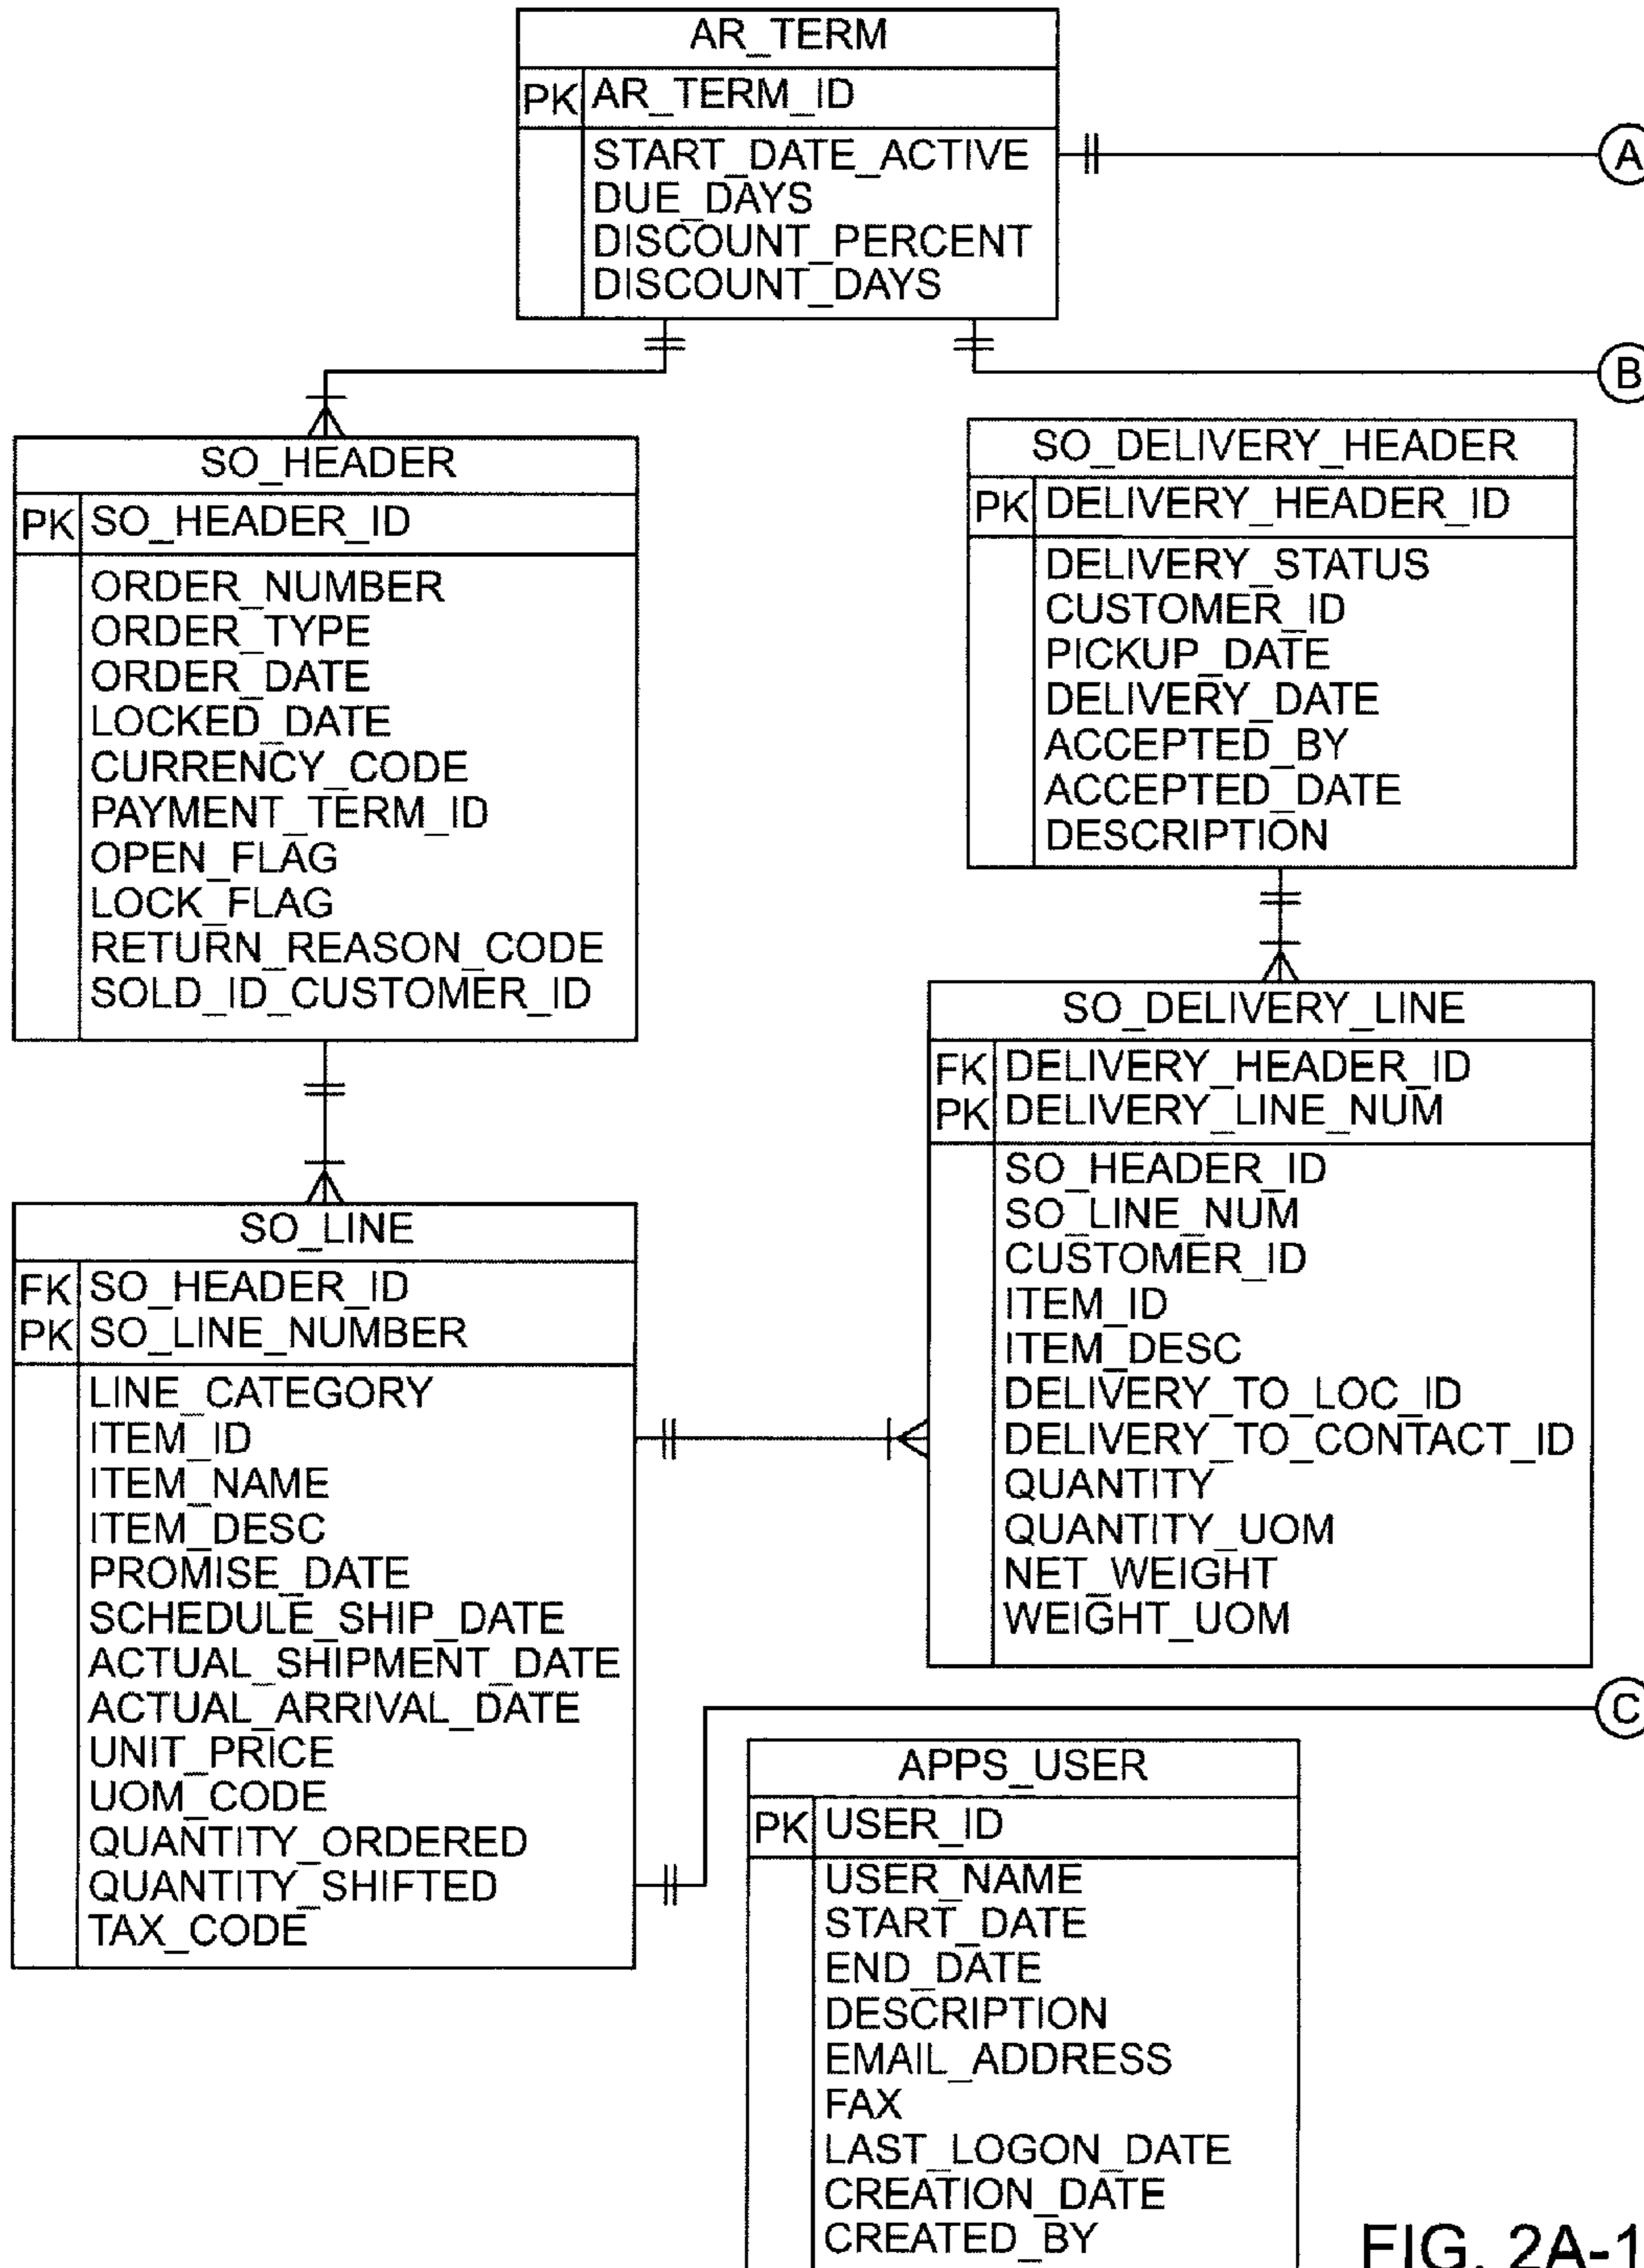 AR_TERM
PK AR_TERM_ID
START_DATE_ACTIVE
DUE_DAYS
DISCOUNT_PERCENT
DISCOUNT_DAYS
A
B
SO_HEADER
PK SO_HEADER_ID
ORDER_NUMBER
ORDER_TYPE
ORDER_DATE
LOCKED_DATE
CURRENCY_CODE
PAYMENT_TERM_ID
OPEN_FLAG
LOCK_FLAG
RETURN_REASON_CODE
SOLD_ID_CUSTOMER_ID
SO_DELIVERY_HEADER
PK DELIVERY_HEADER_ID
DELIVERY_STATUS
CUSTOMER_ID
PICKUP_DATE
DELIVERY_DATE
ACCEPTED_BY
ACCEPTED_DATE
DESCRIPTION
SO_LINE
FK SO_HEADER_ID
PK SO_LINE_NUMBER
LINE_CATEGORY
ITEM_ID
ITEM_NAME
ITEM_DESC
PROMISE_DATE
SCHEDULE_SHIP_DATE
ACTUAL_SHIPMENT_DATE
ACTUAL_ARRIVAL_DATE
UNIT_PRICE
UOM_CODE
QUANTITY_ORDERED
QUANTITY_SHIFTED
TAX_CODE
SO_DELIVERY_LINE
FK DELIVERY_HEADER_ID
PK DELIVERY_LINE_NUM
SO_HEADER_ID
SO_LINE_NUM
CUSTOMER_ID
ITEM_ID
ITEM_DESC
DELIVERY_TO_LOC_ID
DELIVERY_TO_CONTACT_ID
QUANTITY
QUANTITY_UOM
NET_WEIGHT
WEIGHT_UOM
C
APPS_USER
PK USER_ID
USER_NAME
START_DATE
END_DATE
DESCRIPTION
EMAIL_ADDRESS
FAX
LAST_LOGON_DATE
CREATION_DATE
CREATED_BY
FIG. 2A-1